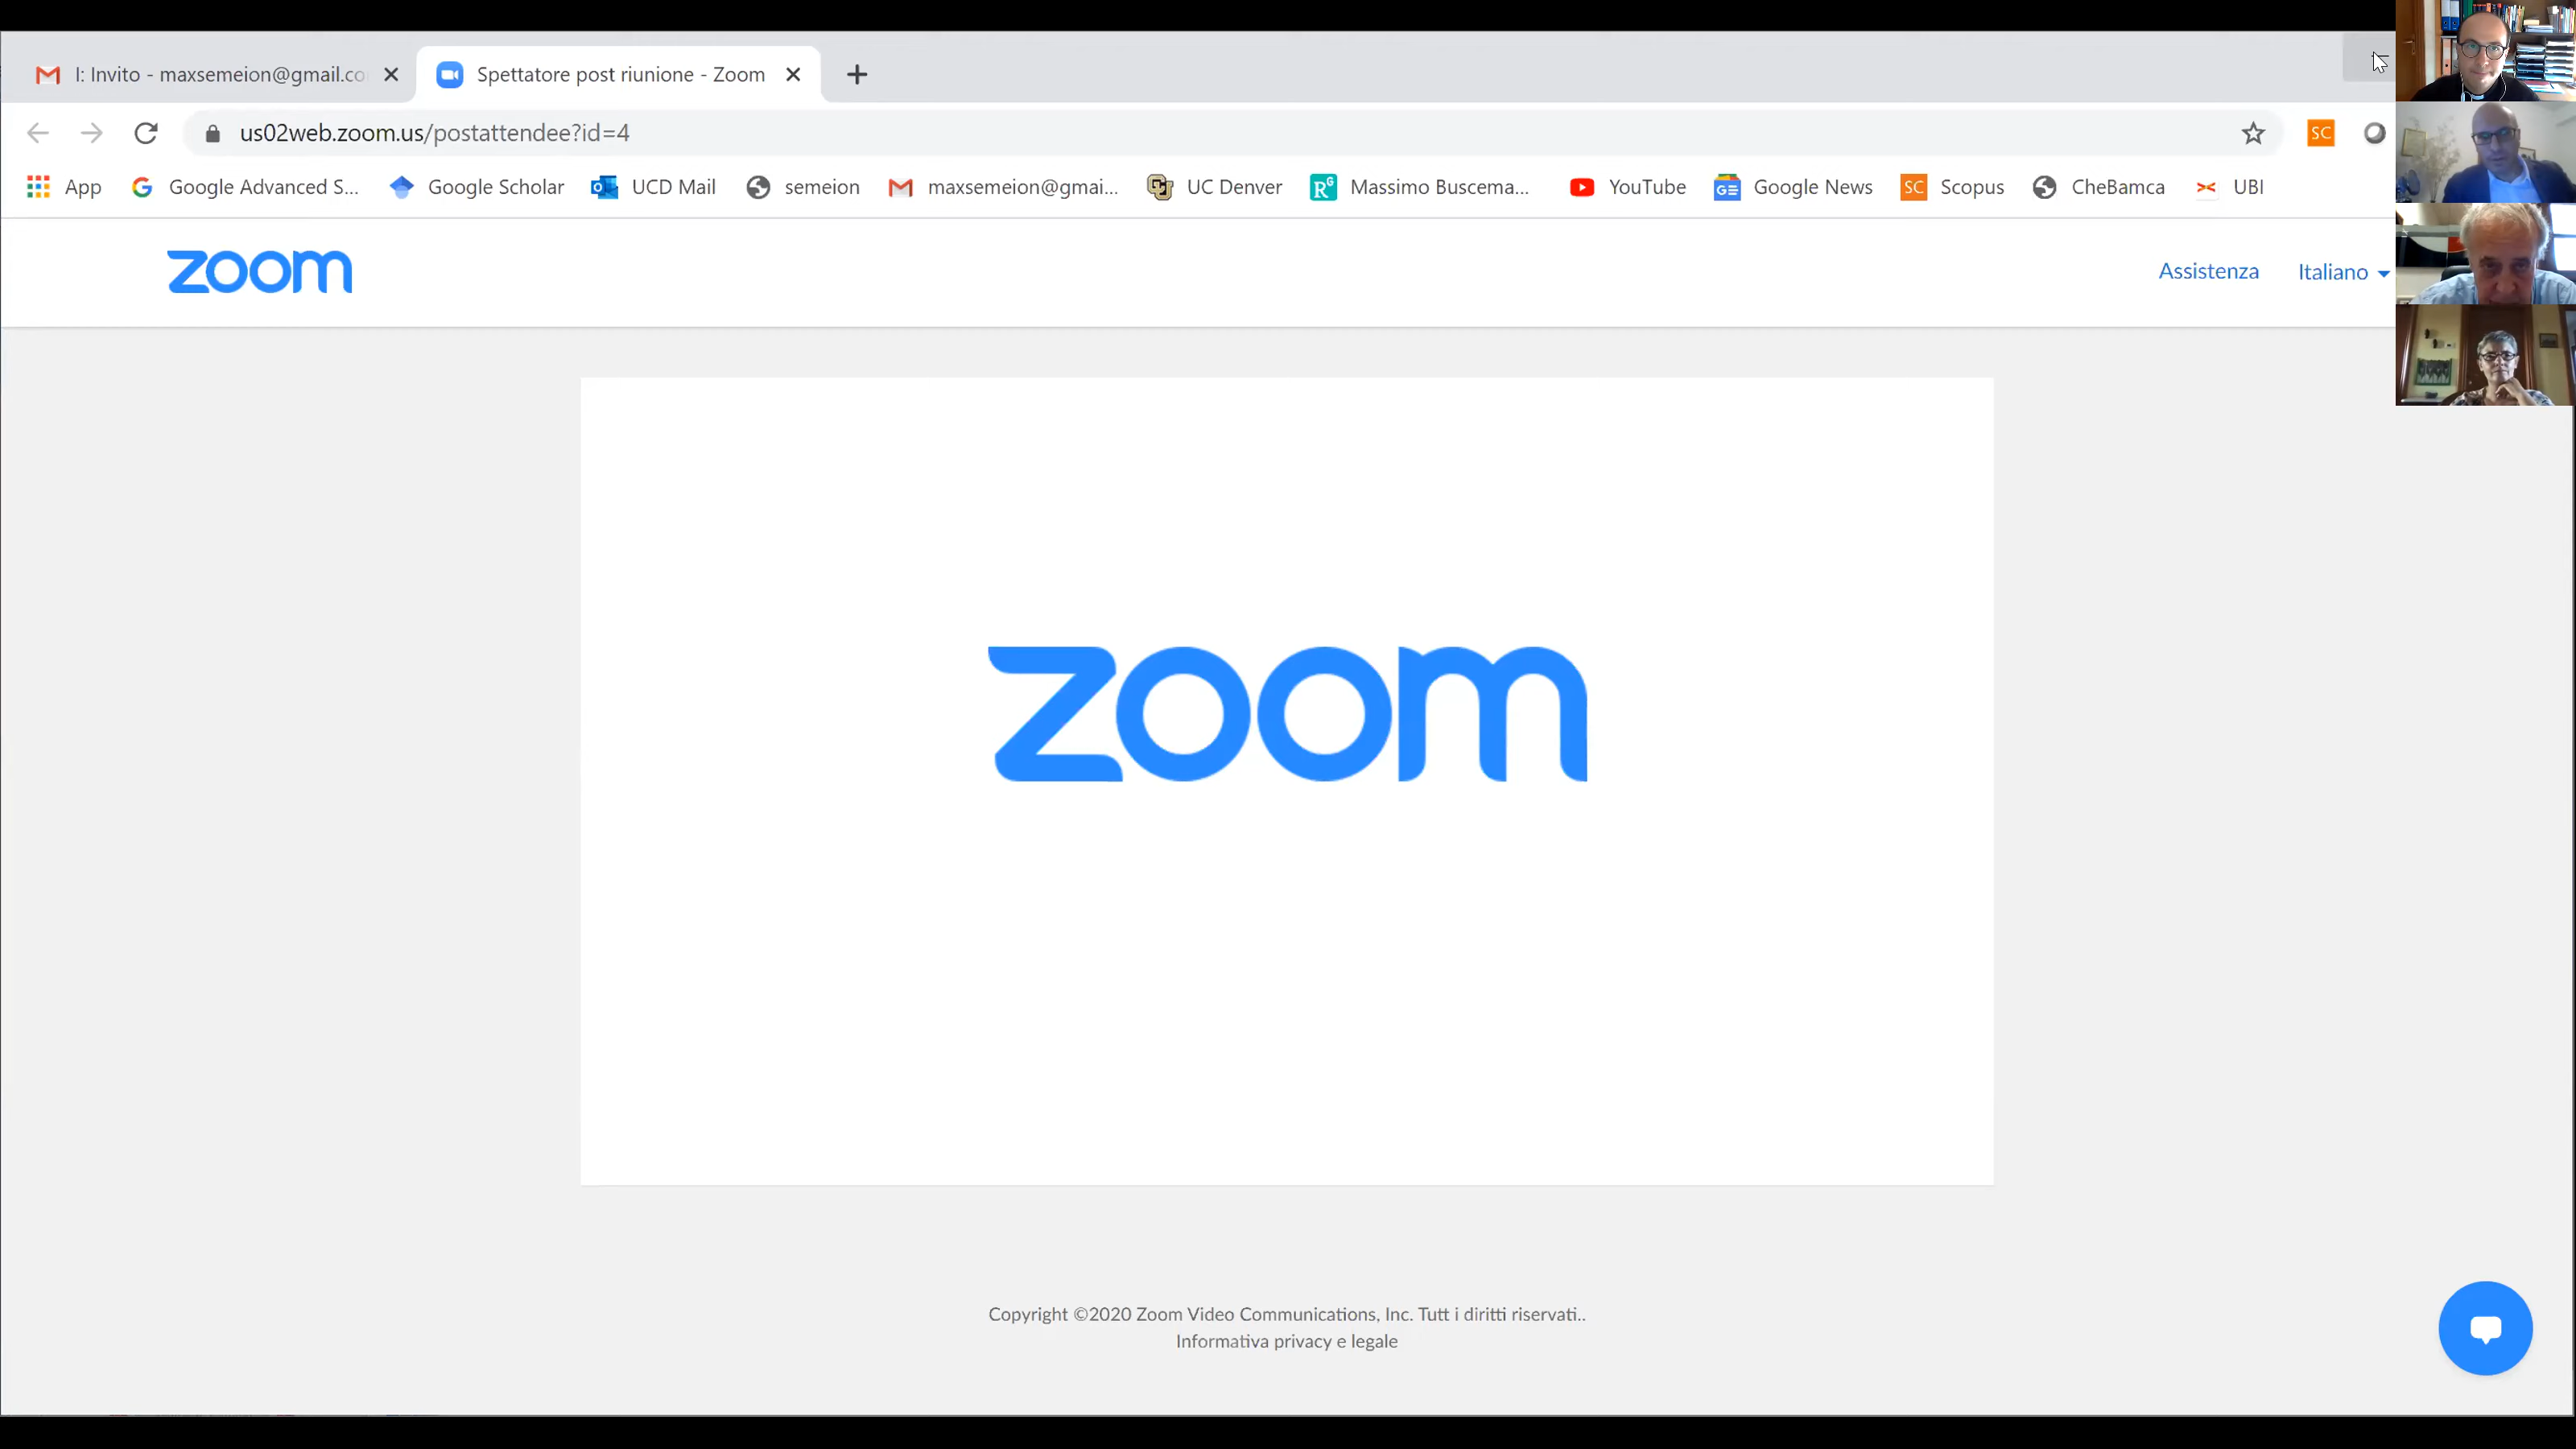 I: Invito - maxsemeion@gmail.co
Spettatore post riunione - Zoom
us02web.zoom.us/postattendee?id=4
SC
App
Google Advanced S...
Google Scholar
UCD Mail
semeion
maxsemeion@gmai...
UC Denver
Massimo Buscema...
YouTube
Google News
SC
Scopus
CheBamca
UBI
zoom
Assistenza
Italiano
zoom
Copyright ©2020 Zoom Video Communications, Inc. Tutt i diritti riservati..
Informativa privacy e legale